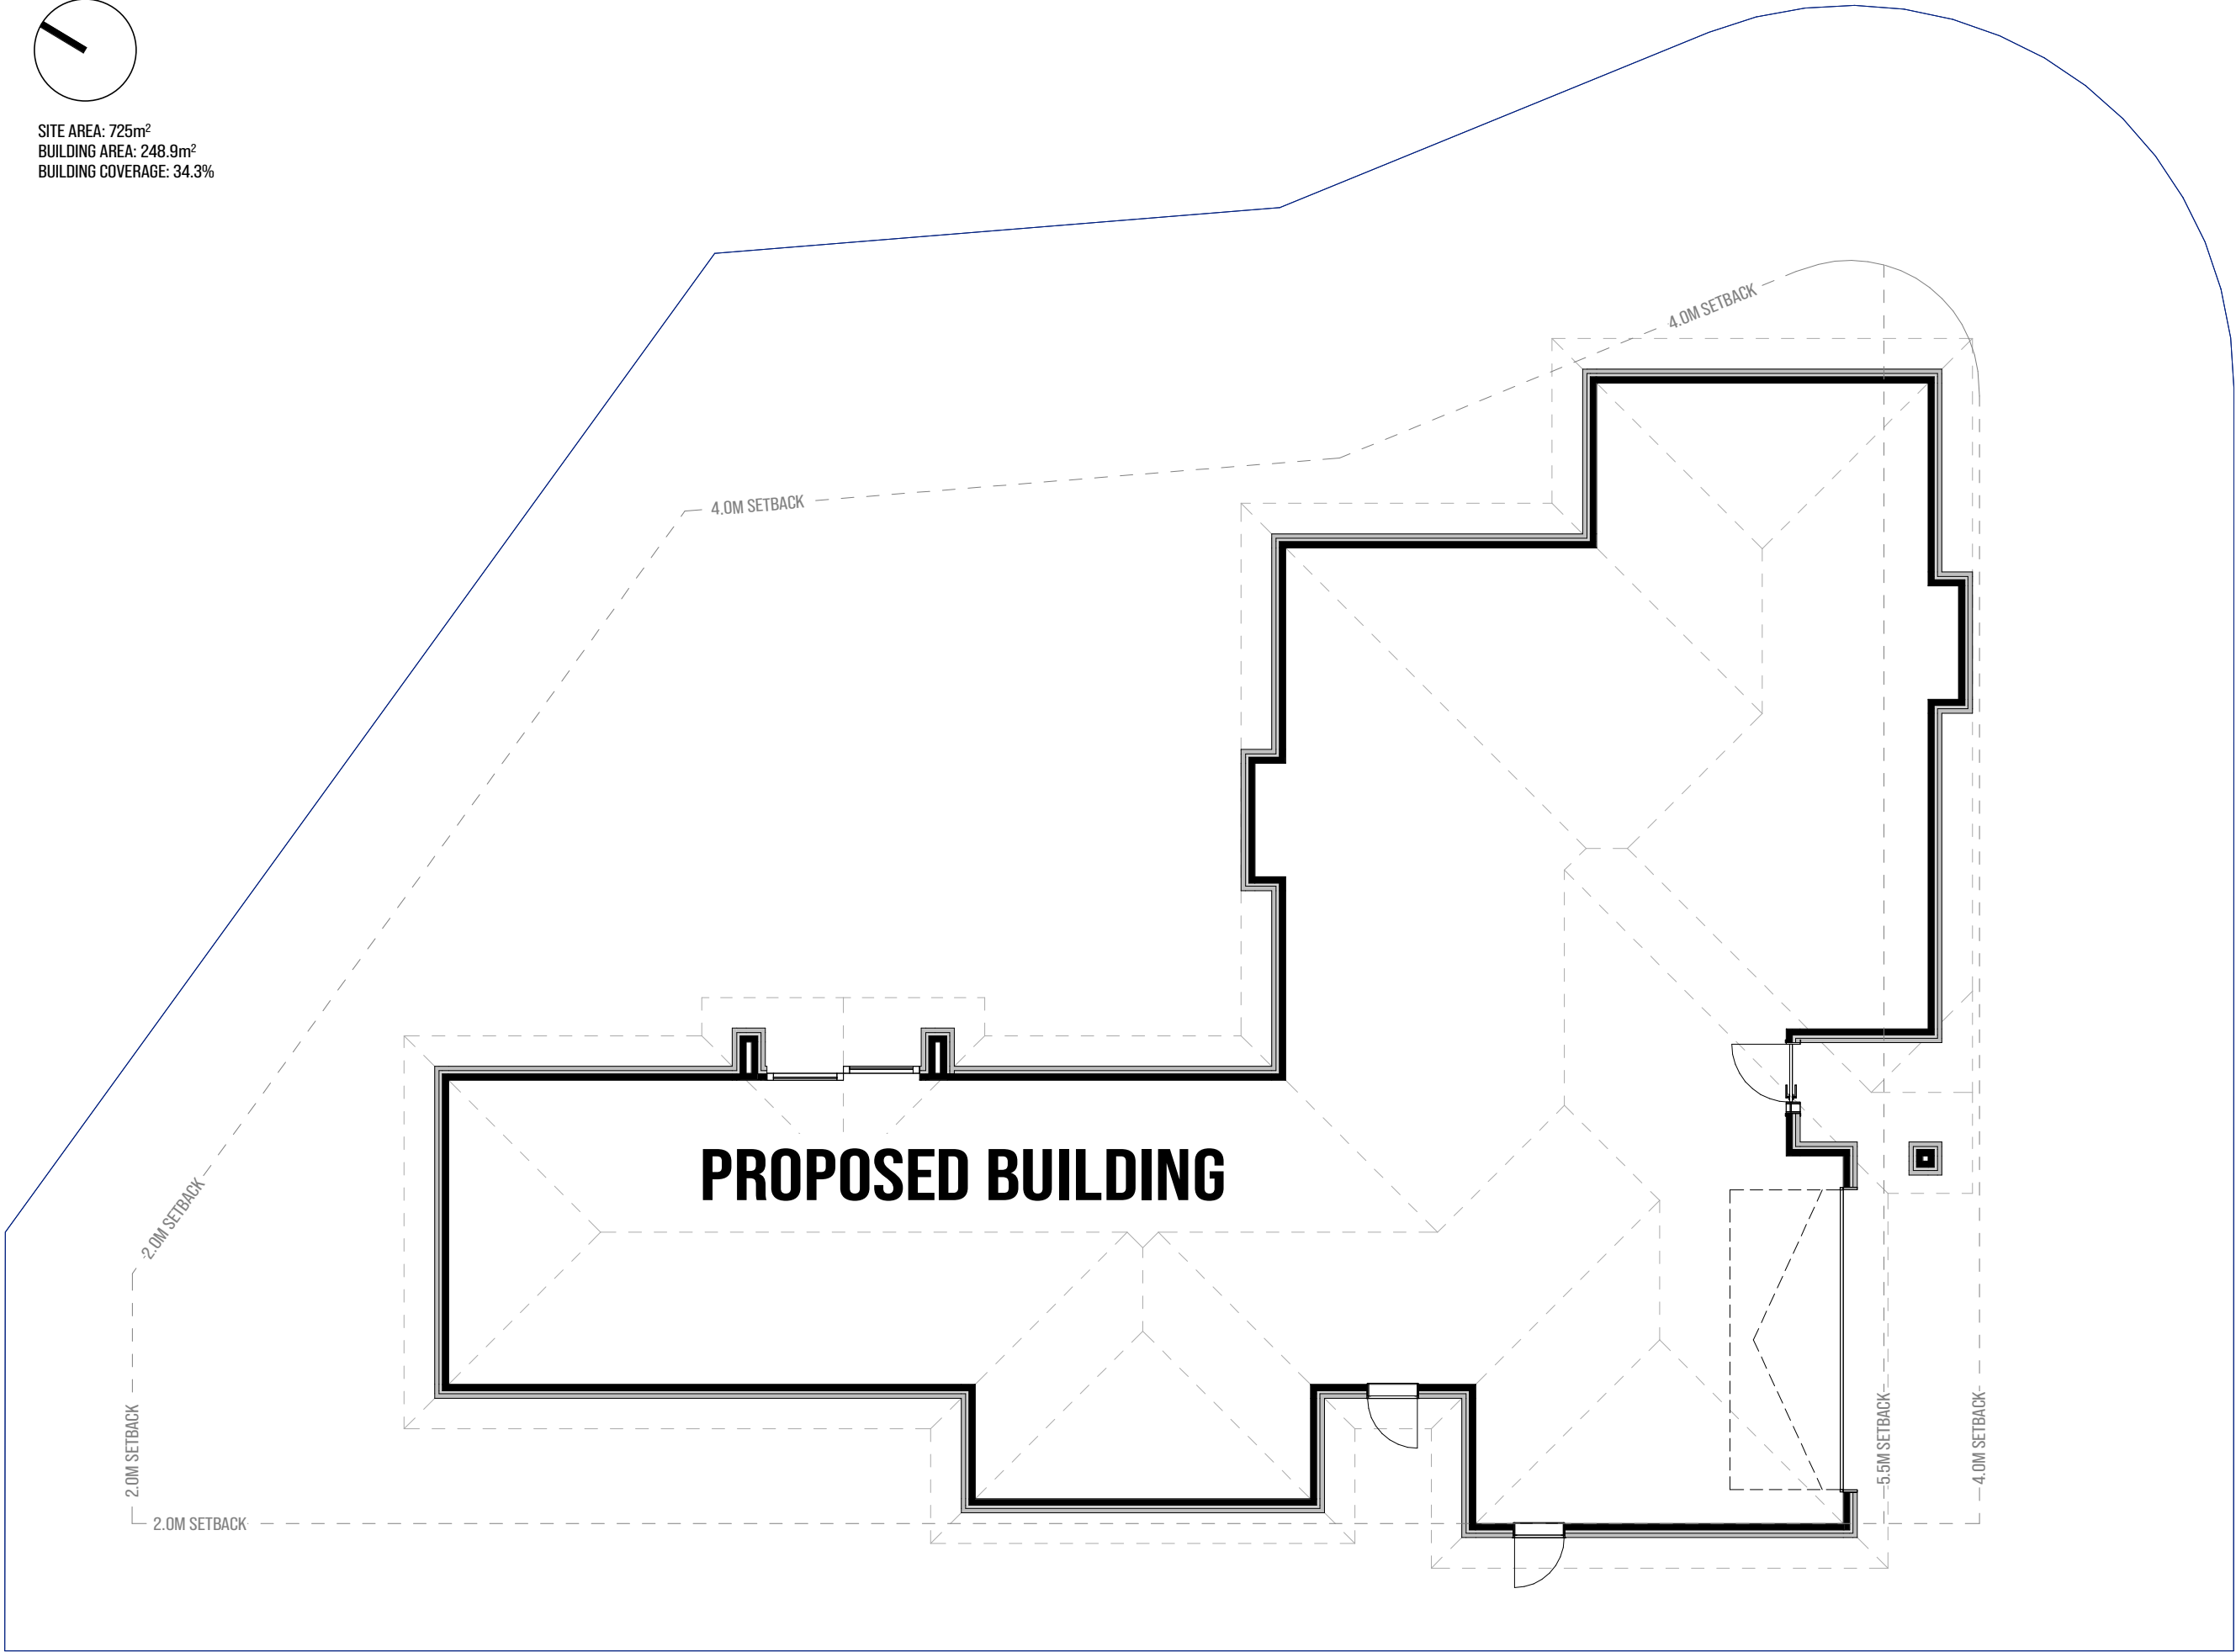 SITE AREA: 725m²
BUILDING AREA: 248.9m²
BUILDING COVERAGE: 34.3%
4.0M SETBACK
4.0M SETBACK
PROPOSED BUILDING
2.0M SETBACK
2.0M SETBACK
5.5M SETBACK
4.0M SETBACK
2.0M SETBACK